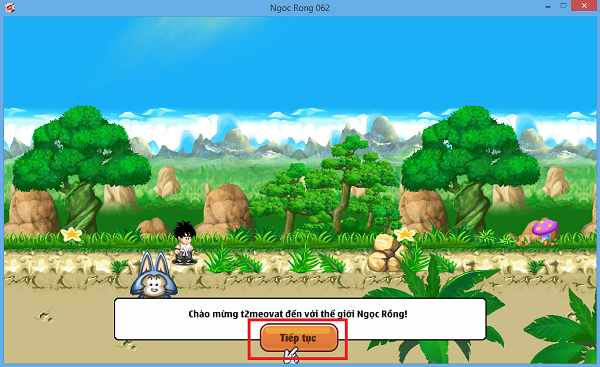 Ngoc Rong 062
Chào mừng t2meovat đến với thế giới Ngọc Rồng!
Tiếp tục